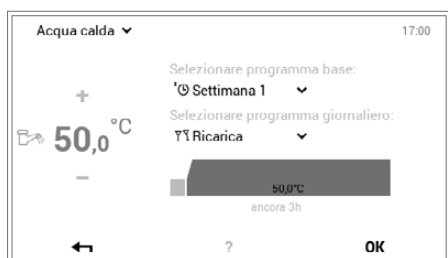 Acqua calda
17:00
Selezionare programma base:
Settimana 1
+
Selezionare programma giornaliero:
50,0°C
Ricarica
−
50,0°C
ancora 3h
?
OK